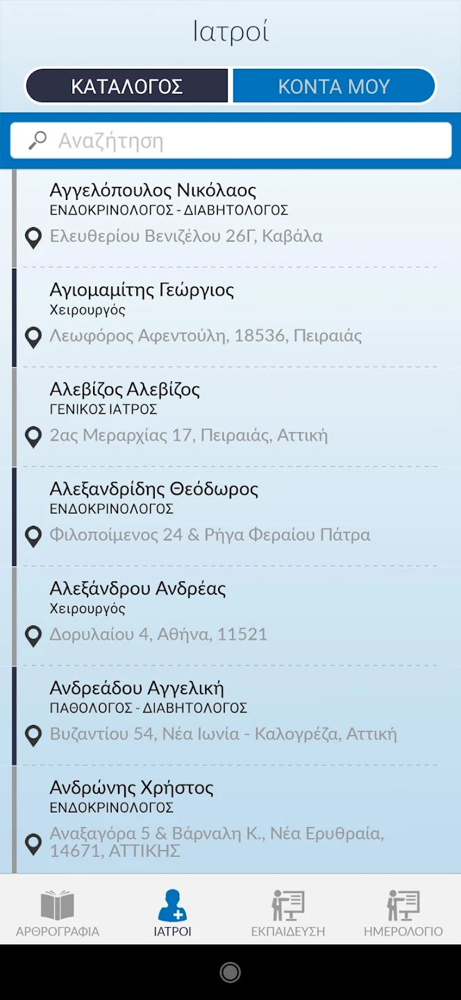 Ιατροί
ΚΑΤΑΛΟΓΟΣ
ΚΟΝΤΑ ΜΟΥ
Αναζήτηση
Αγγελόπουλος Νικόλαος
ΕΝΔΟΚΡΙΝΟΛΟΓΟΣ - ΔΙΑΒΗΤΟΛΟΓΟΣ
Ελευθερίου Βενιζέλου 26Γ, Καβάλα
Αγιομαμίτης Γεώργιος
Χειρουργός
Λεωφόρος Αφεντούλη, 18536, Πειραιάς
Αλεβίζος Αλεβίζος
ΓΕΝΙΚΟΣ ΙΑΤΡΟΣ
2ας Μεραρχίας 17, Πειραιάς, Αττική
Αλεξανδρίδης Θεόδωρος
ΕΝΔΟΚΡΙΝΟΛΟΓΟΣ
Φιλοποίμενος 24 & Ρήγα Φεραίου Πάτρα
Αλεξάνδρου Ανδρέας
Χειρουργός
Δορυλαίου 4, Αθήνα, 11521
Ανδρεάδου Αγγελική
ΠΑΘΟΛΟΓΟΣ - ΔΙΑΒΗΤΟΛΟΓΟΣ
Βυζαντίου 54, Νέα Ιωνία - Καλογρέζα, Αττική
Ανδρώνης Χρήστος
ΕΝΔΟΚΡΙΝΟΛΟΓΟΣ
Αναξαγόρα 5 & Βάρναλη Κ., Νέα Ερυθραία,
14671, ΑΤΤΙΚΗΣ
ΑΡΘΡΟΓΡΑΦΙΑ
ΙΑΤΡΟΙ
ΕΚΠΑΙΔΕΥΣΗ
ΗΜΕΡΟΛΟΓΙΟ